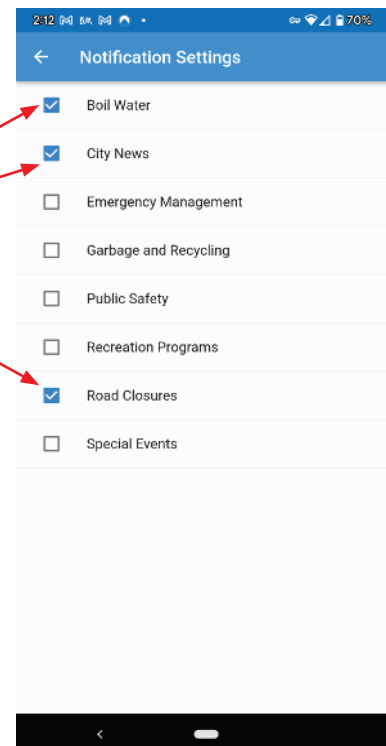 2:12 70%
Notification Settings
Boil Water
City News
Emergency Management
Garbage and Recycling
Public Safety
Recreation Programs
Road Closures
Special Events